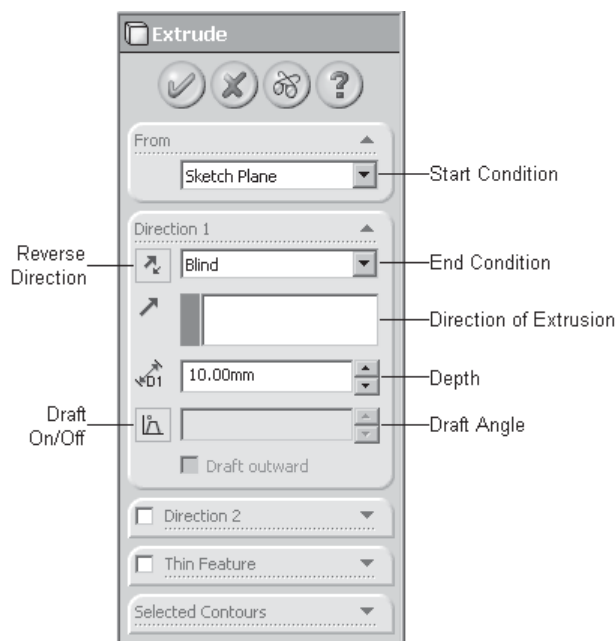 Extrude
From
Sketch Plane
Start Condition
Direction 1
Reverse
Direction
Blind
End Condition
Direction of Extrusion
D1
10.00mm
Depth
Draft
On/Off
Draft Angle
Draft outward
Direction 2
Thin Feature
Selected Contours